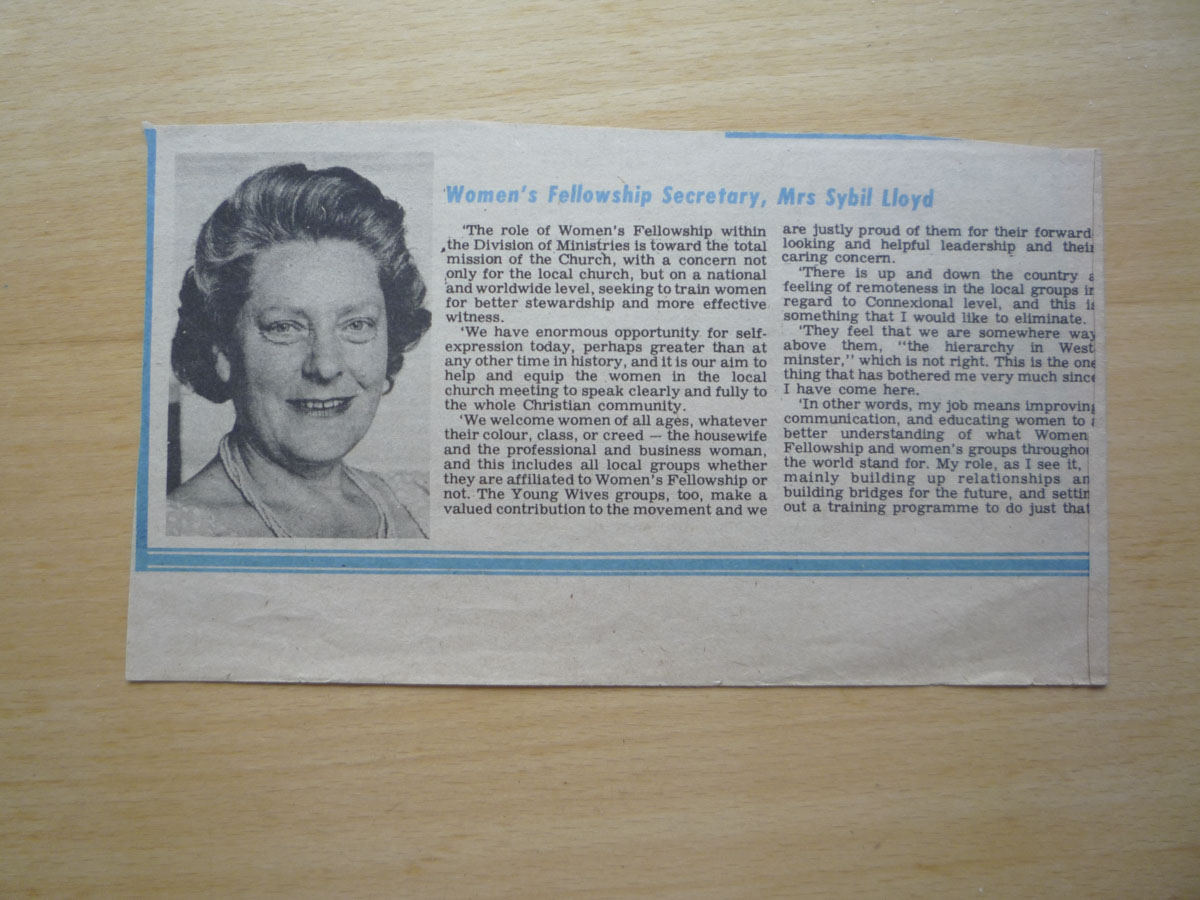 Women's Fellowship Secretary, Mrs Sybil Lloyd
'The role of Women's Fellowship within
the Division of Ministries is toward the total
mission of the Church, with a concern not
only for the local church, but on a national
and worldwide level, seeking to train women
for better stewardship and more effective
witness.
'We have enormous opportunity for self-
expression today, perhaps greater than at
any other time in history, and it is our aim to
help and equip the women in the local
church meeting to speak clearly and fully to
the whole Christian community.
'We welcome women of all ages, whatever
their colour, class, or creed — the housewife
and the professional and business woman,
and this includes all local groups whether
they are affiliated to Women's Fellowship or
not. The Young Wives groups, too, make a
valued contribution to the movement and we
are justly proud of them for their forward
looking and helpful leadership and their
caring concern.
'There is up and down the country a
feeling of remoteness in the local groups in
regard to Connexional level, and this is
something that I would like to eliminate.
'They feel that we are somewhere way
above them, "the hierarchy in West
minster," which is not right. This is the one
thing that has bothered me very much since
I have come here.
'In other words, my job means improving
communication, and educating women to a
better understanding of what Women
Fellowship and women's groups throughou
the world stand for. My role, as I see it,
mainly building up relationships an
building bridges for the future, and settin
out a training programme to do just that